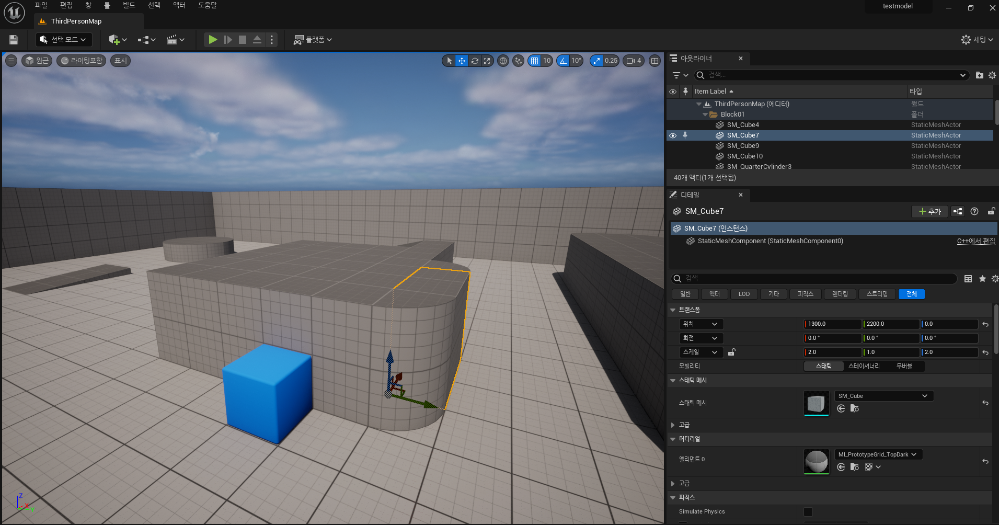 파일 편집 창 툴 빌드 선택 액터 도움말
testmodel
ThirdPersonMap
선택 모드
플랫폼
세팅
원근 라이팅포함 표시
10 10° 0.25 4
아웃라이너
검색...
Item Label 타입
ThirdPersonMap (에디터) 월드
Block01 폴더
SM_Cube4 StaticMeshActor
SM_Cube7 StaticMeshActor
SM_Cube9 StaticMeshActor
SM_Cube10 StaticMeshActor
SM_QuarterCylinder3 StaticMeshActor
40개 액터(1개 선택됨)
디테일
SM_Cube7
추가
SM_Cube7 (인스턴스)
StaticMeshComponent (StaticMeshComponent0) C++에서 편집
검색
일반 액터 LOD 기타 피직스 렌더링 스트리밍 전체
트랜스폼
위치 1300.0 2200.0 0.0
회전 0.0 ° 0.0 ° 0.0 °
스케일 2.0 1.0 2.0
모빌리티 스태틱 스테이셔너리 무버블
스태틱 메시
스태틱 메시 SM_Cube
고급
머티리얼
엘리먼트 0 MI_PrototypeGrid_TopDark
고급
피직스
Simulate Physics
Z
X
Y